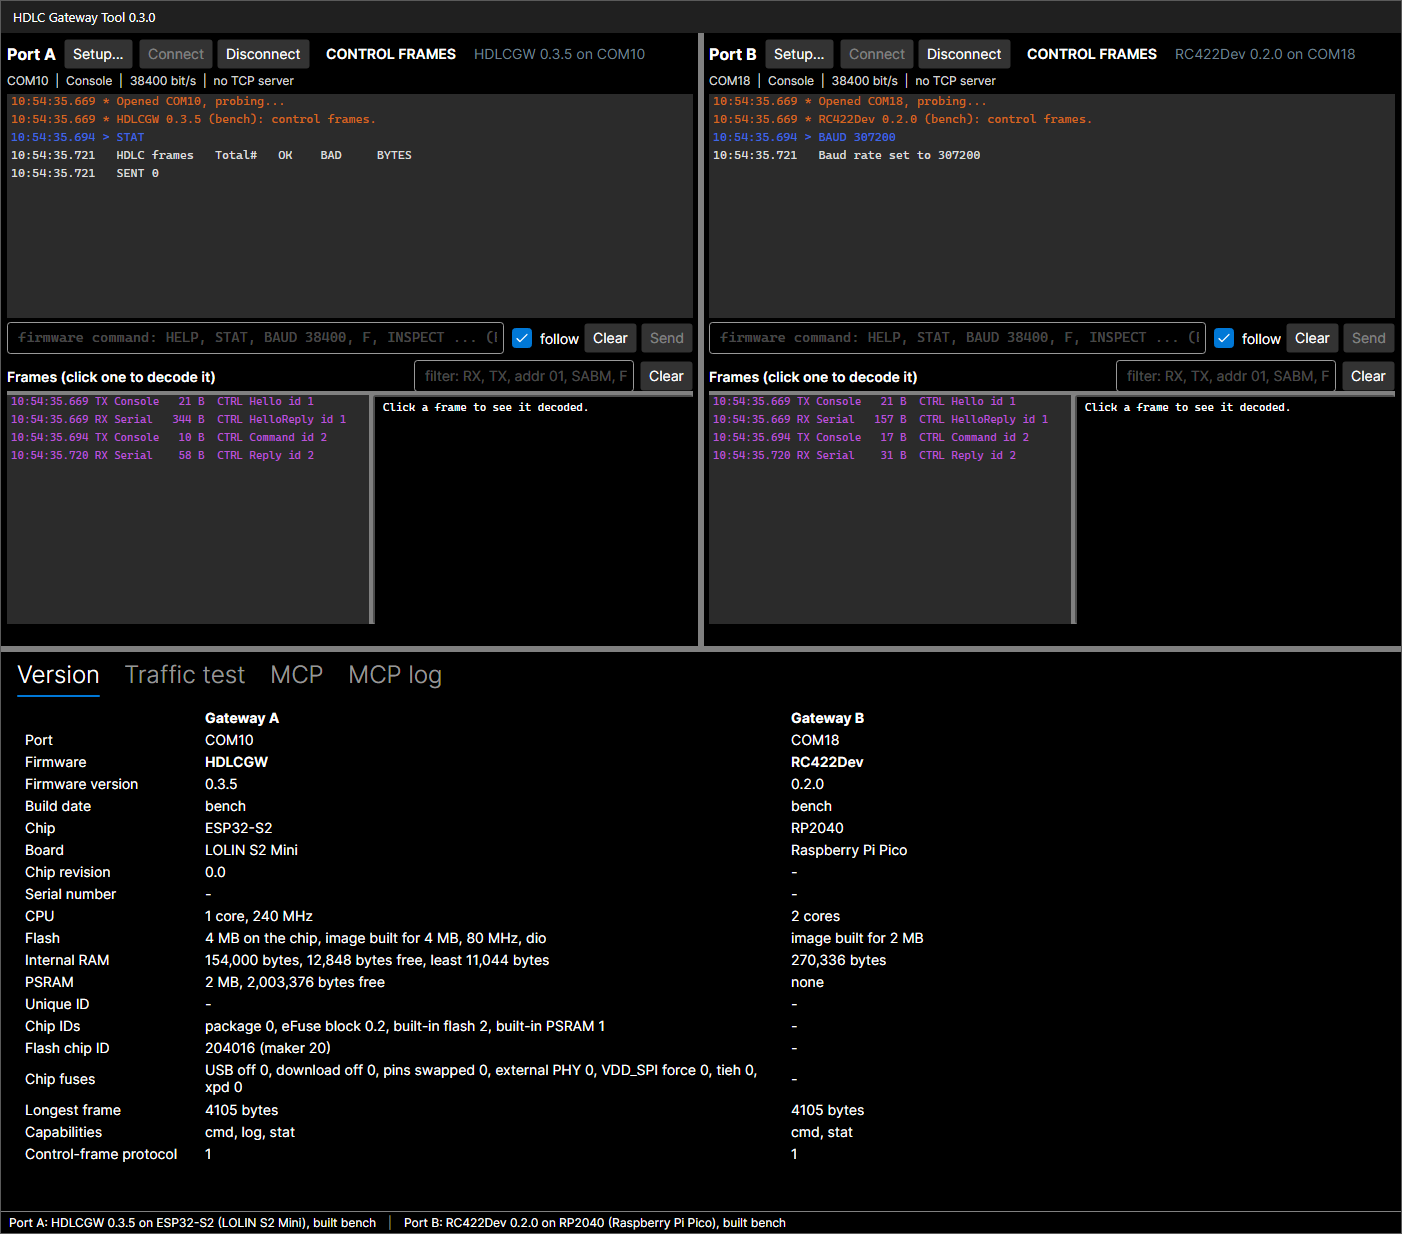 HDLC Gateway Tool 0.3.0
Port A Setup... Connect Disconnect CONTROL FRAMES HDLCGW 0.3.5 on COM10
COM10 | Console | 38400 bit/s | no TCP server
10:54:35.669 * Opened COM10, probing...
10:54:35.669 * HDLCGW 0.3.5 (bench): control frames.
10:54:35.694 > STAT
10:54:35.721 HDLC frames Total# OK BAD BYTES
10:54:35.721 SENT 0
firmware command: HELP, STAT, BAUD 38400, F, INSPECT ... (
follow Clear Send
Frames (click one to decode it) filter: RX, TX, addr 01, SABM, F Clear
10:54:35.669 TX Console 21 B CTRL Hello id 1
10:54:35.669 RX Serial 344 B CTRL HelloReply id 1
10:54:35.694 TX Console 10 B CTRL Command id 2
10:54:35.720 RX Serial 58 B CTRL Reply id 2
Click a frame to see it decoded.
Port B Setup... Connect Disconnect CONTROL FRAMES RC422Dev 0.2.0 on COM18
COM18 | Console | 38400 bit/s | no TCP server
10:54:35.669 * Opened COM18, probing...
10:54:35.669 * RC422Dev 0.2.0 (bench): control frames.
10:54:35.694 > BAUD 307200
10:54:35.721 Baud rate set to 307200
firmware command: HELP, STAT, BAUD 38400, F, INSPECT ... (
follow Clear Send
Frames (click one to decode it) filter: RX, TX, addr 01, SABM, F Clear
10:54:35.669 TX Console 21 B CTRL Hello id 1
10:54:35.669 RX Serial 157 B CTRL HelloReply id 1
10:54:35.694 TX Console 17 B CTRL Command id 2
10:54:35.720 RX Serial 31 B CTRL Reply id 2
Click a frame to see it decoded.
Version Traffic test MCP MCP log
Gateway A Gateway B
Port COM10 COM18
Firmware HDLCGW RC422Dev
Firmware version 0.3.5 0.2.0
Build date bench bench
Chip ESP32-S2 RP2040
Board LOLIN S2 Mini Raspberry Pi Pico
Chip revision 0.0 -
Serial number - -
CPU 1 core, 240 MHz 2 cores
Flash 4 MB on the chip, image built for 4 MB, 80 MHz, dio image built for 2 MB
Internal RAM 154,000 bytes, 12,848 bytes free, least 11,044 bytes 270,336 bytes
PSRAM 2 MB, 2,003,376 bytes free none
Unique ID - -
Chip IDs package 0, eFuse block 0.2, built-in flash 2, built-in PSRAM 1 -
Flash chip ID 204016 (maker 20) -
Chip fuses USB off 0, download off 0, pins swapped 0, external PHY 0, VDD_SPI force 0, tieh 0,
xpd 0 -
Longest frame 4105 bytes 4105 bytes
Capabilities cmd, log, stat cmd, stat
Control-frame protocol 1 1
Port A: HDLCGW 0.3.5 on ESP32-S2 (LOLIN S2 Mini), built bench | Port B: RC422Dev 0.2.0 on RP2040 (Raspberry Pi Pico), built bench